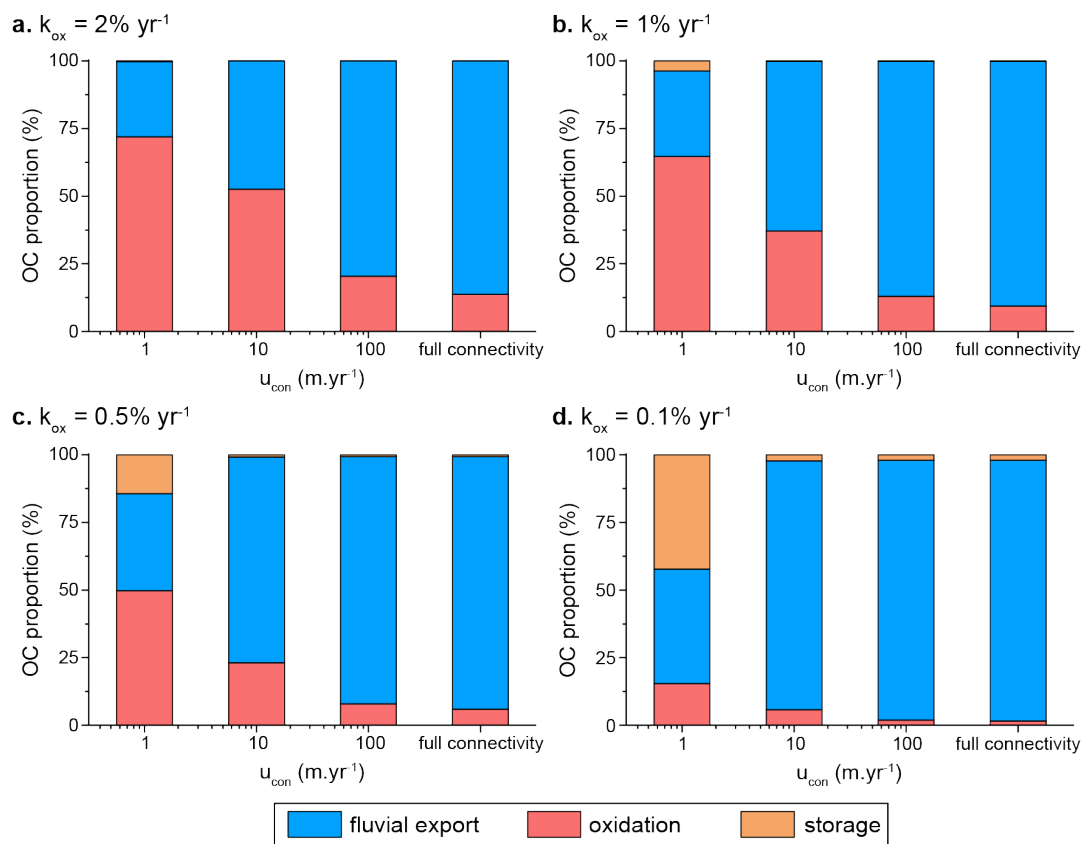 a. kox = 2% yr-1
100
75
50
25
0
OC proportion (%)
1 10 100 full connectivity
ucon (m.yr-1)
b. kox = 1% yr-1
100
75
50
25
0
OC proportion (%)
1 10 100 full connectivity
ucon (m.yr-1)
c. kox = 0.5% yr-1
100
75
50
25
0
OC proportion (%)
1 10 100 full connectivity
ucon (m.yr-1)
d. kox = 0.1% yr-1
100
75
50
25
0
OC proportion (%)
1 10 100 full connectivity
ucon (m.yr-1)
fluvial export oxidation storage